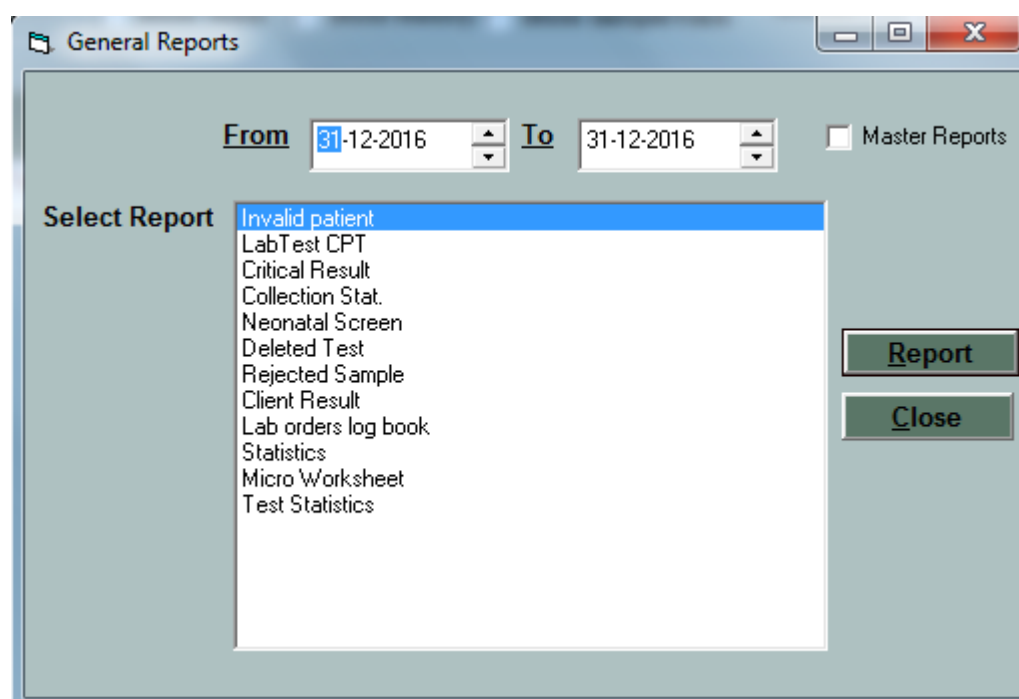 General Reports
From 31-12-2016 To 31-12-2016 Master Reports
Select Report
Invalid patient
LabTest CPT
Critical Result
Collection Stat.
Neonatal Screen
Deleted Test
Rejected Sample
Client Result
Lab orders log book
Statistics
Micro Worksheet
Test Statistics
Report
Close